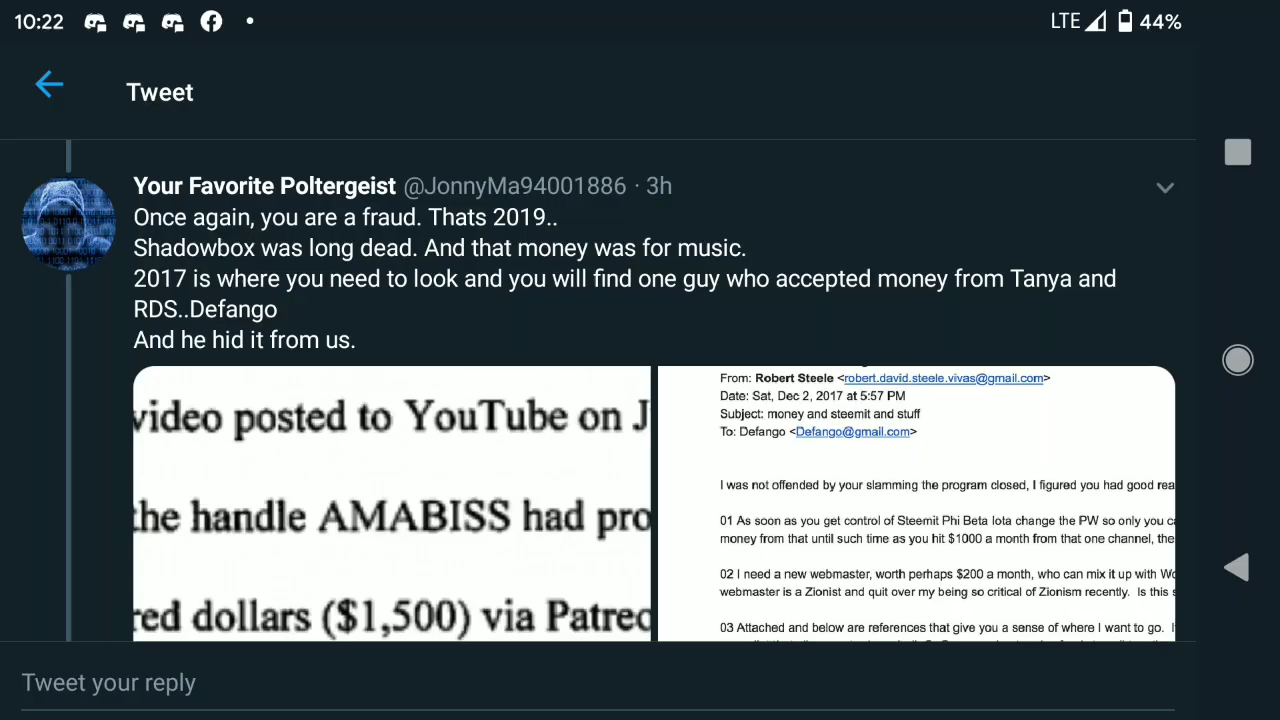 10:22
LTE 44%
Tweet
Your Favorite Poltergeist @JonnyMa94001886 · 3h
Once again, you are a fraud. Thats 2019..
Shadowbox was long dead. And that money was for music.
2017 is where you need to look and you will find one guy who accepted money from Tanya and
RDS..Defango
And he hid it from us.
video posted to YouTube on J
the handle AMABISS had pro
red dollars ($1,500) via Patreo
From: Robert Steele <robert.david.steele.vivas@gmail.com>
Date: Sat, Dec 2, 2017 at 5:57 PM
Subject: money and steemit and stuff
To: Defango <Defango@gmail.com>
I was not offended by your slamming the program closed, I figured you had good rea
01 As soon as you get control of Steemit Phi Beta Iota change the PW so only you c
money from that until such time as you hit $1000 a month from that one channel, the
02 I need a new webmaster, worth perhaps $200 a month, who can mix it up with Wo
webmaster is a Zionist and quit over my being so critical of Zionism recently. Is this s
03 Attached and below are references that give you a sense of where I want to go. I
Tweet your reply